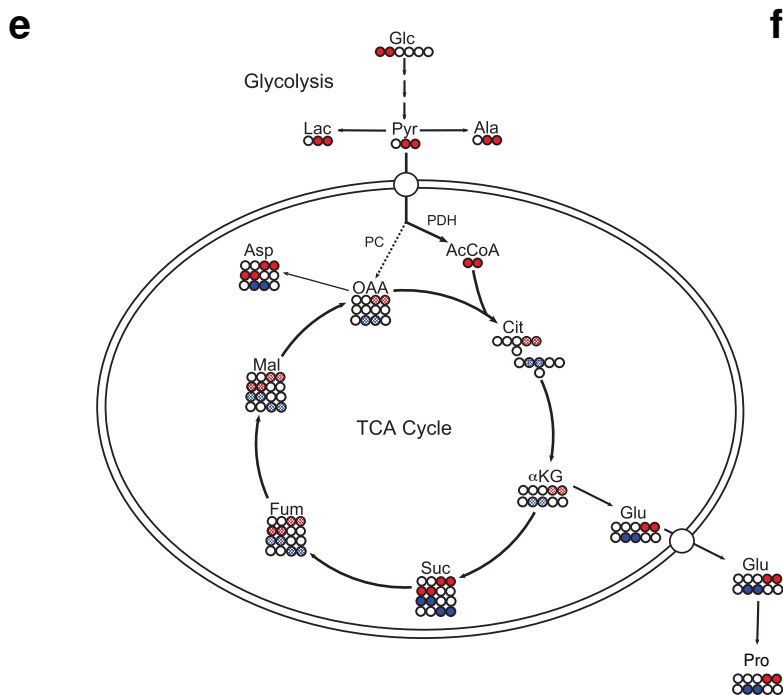 e
f
Glc
Glycolysis
Lac
Pyr
Ala
PDH
PC
AcCoA
Asp
OAA
Cit
Mal
TCA Cycle
αKG
Glu
Fum
Suc
Glu
Pro